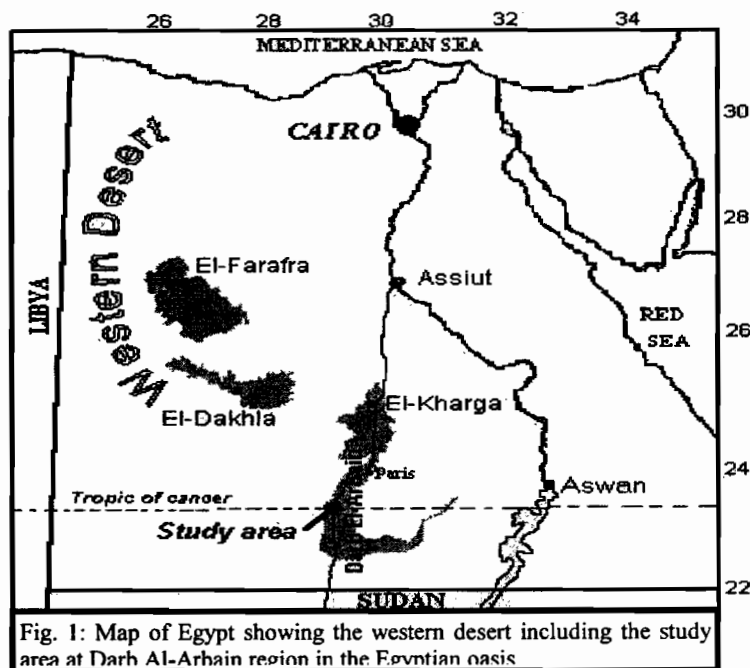 26 28 30 32 34
MEDITERRANEAN SEA
30
CAIRO
Western Desert
28
El-Farafra
Assiut
LIBYA
RED
SEA
26
El-Dakhla
El-Kharga
Paris
24
Aswan
Tropic of cancer
Study area
22
SUDAN
Fig. 1: Map of Egypt showing the western desert including the study
area at Darb Al-Arbain region in the Egyptian oasis